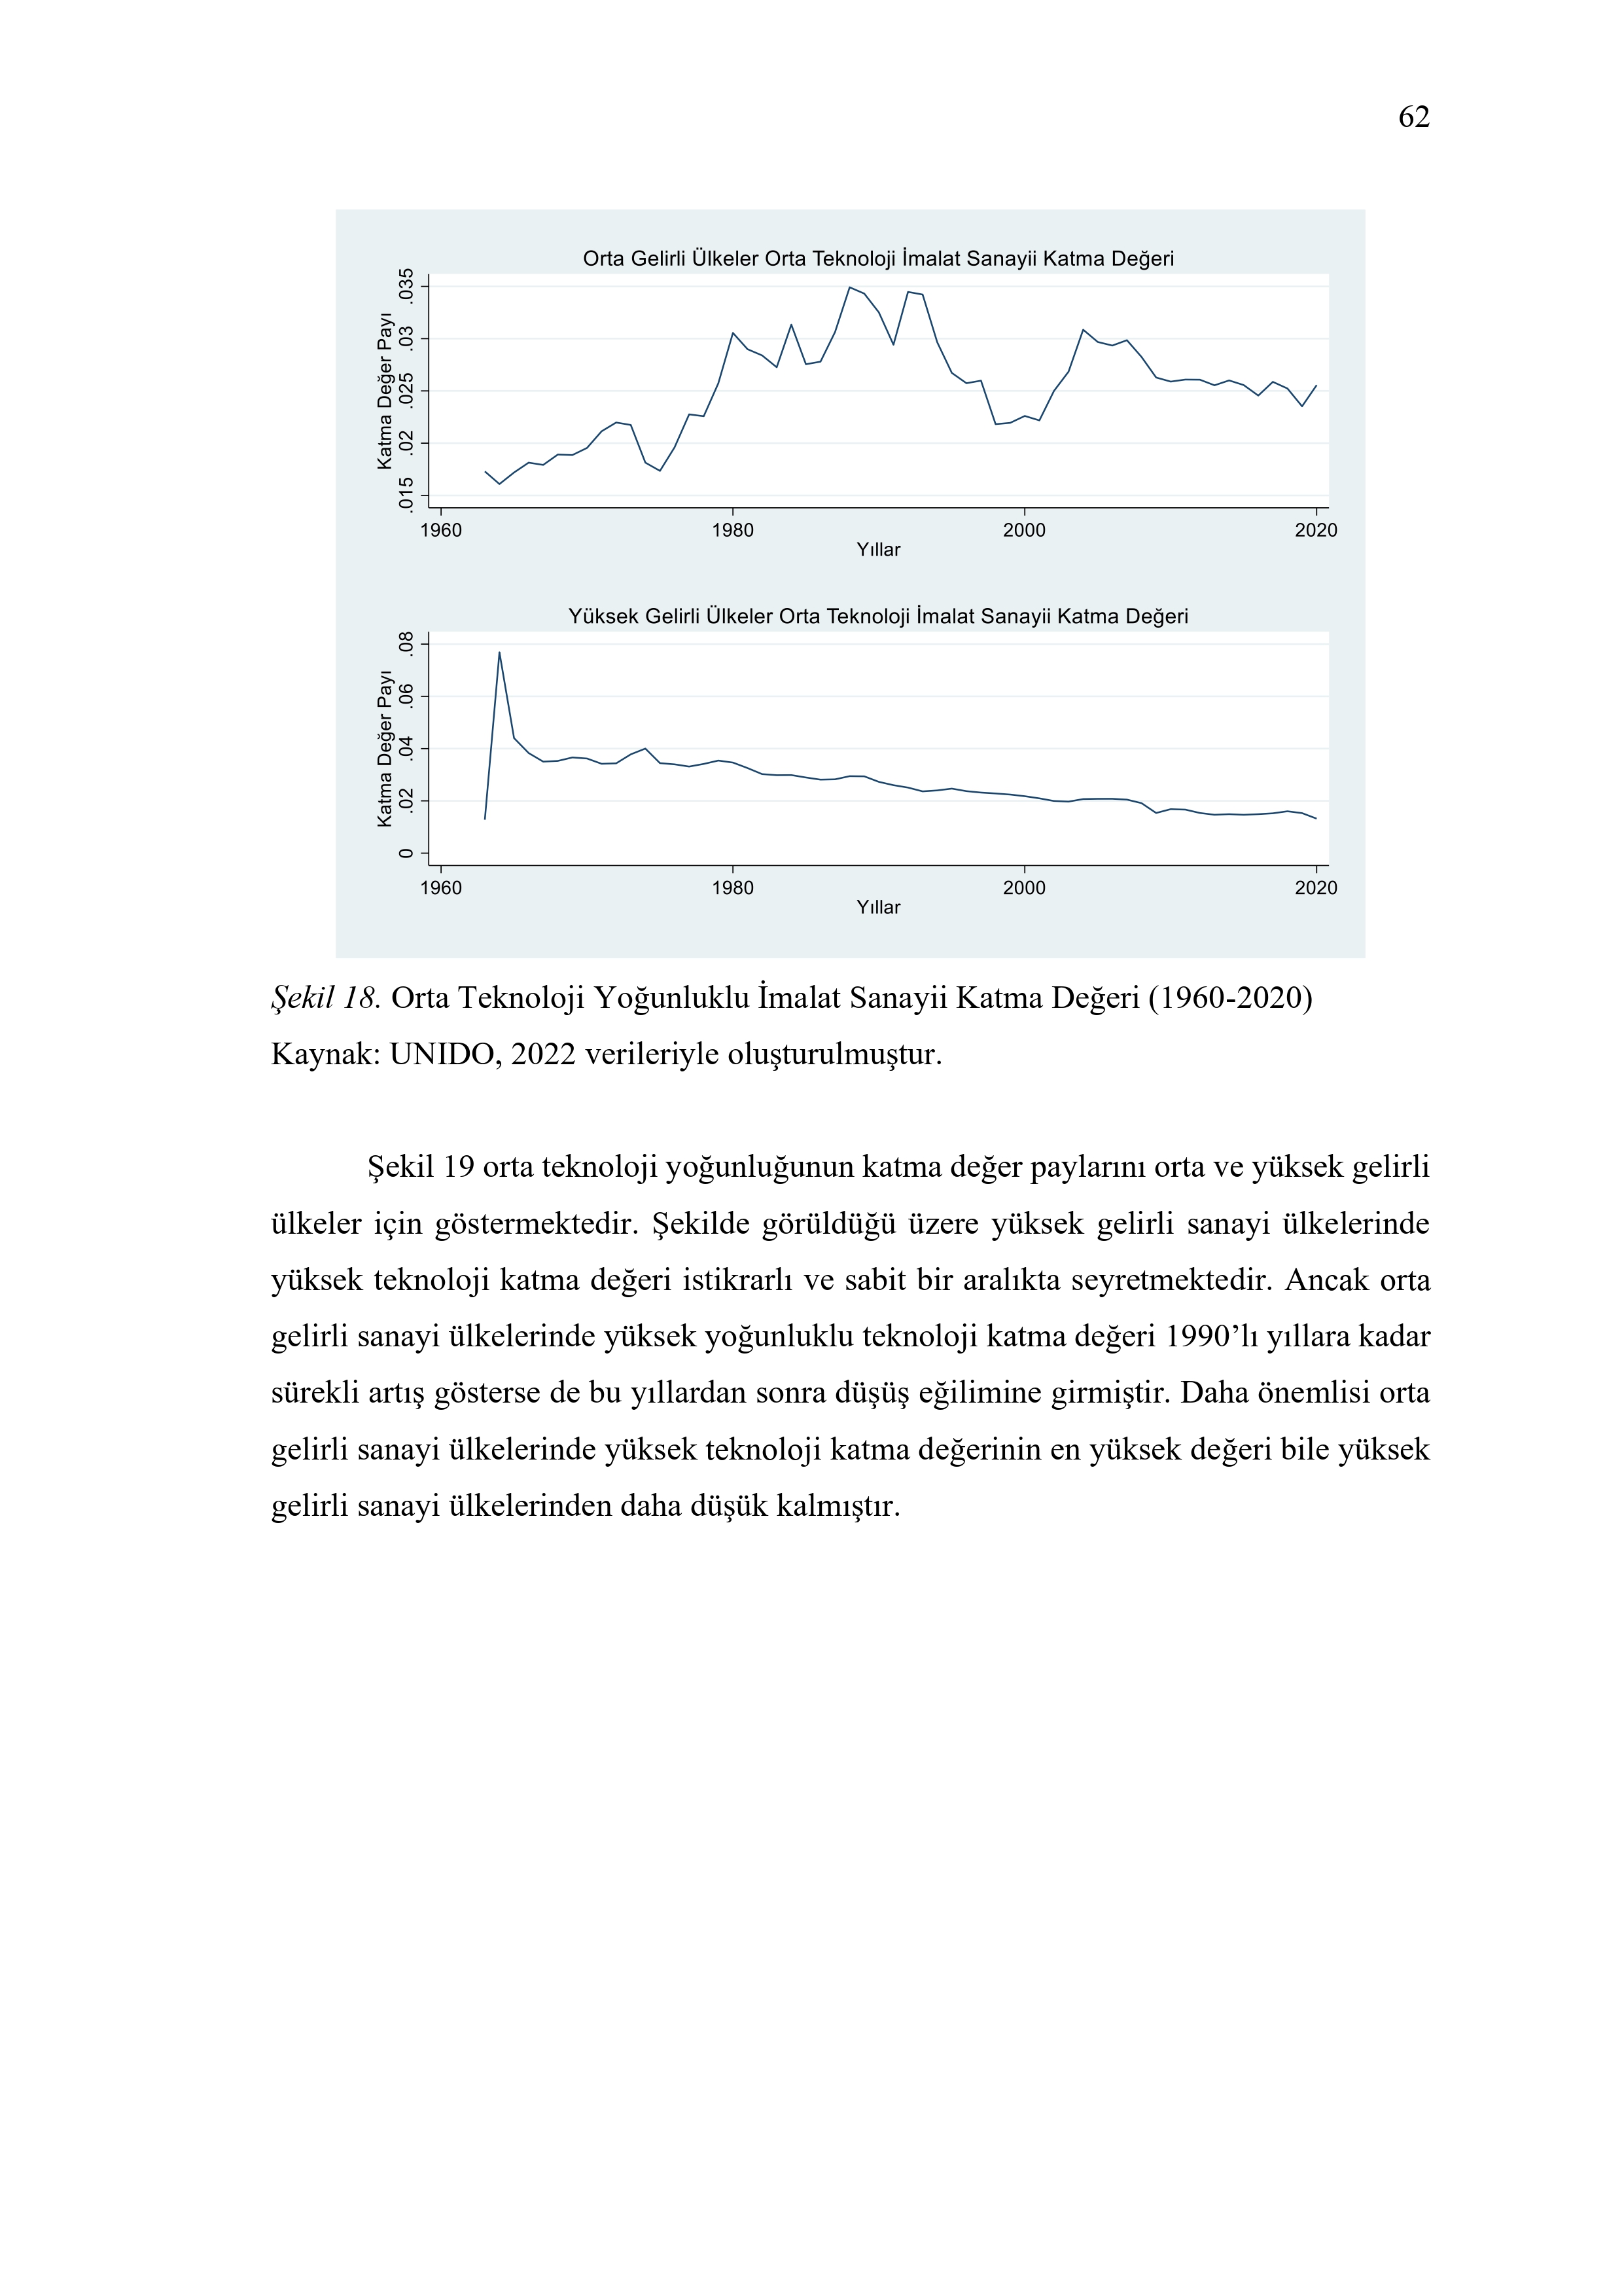 62
Orta Gelirli Ülkeler Orta Teknoloji İmalat Sanayii Katma Değeri
Katma Değer Payı
.035
.03
.025
.02
.015
1960 1980 2000 2020
Yıllar
Yüksek Gelirli Ülkeler Orta Teknoloji İmalat Sanayii Katma Değeri
Katma Değer Payı
.08
.06
.04
.02
0
1960 1980 2000 2020
Yıllar
Şekil 18. Orta Teknoloji Yoğunluklu İmalat Sanayii Katma Değeri (1960-2020)
Kaynak: UNIDO, 2022 verileriyle oluşturulmuştur.
Şekil 19 orta teknoloji yoğunluğunun katma değer paylarını orta ve yüksek gelirli
ülkeler için göstermektedir. Şekilde görüldüğü üzere yüksek gelirli sanayi ülkelerinde
yüksek teknoloji katma değeri istikrarlı ve sabit bir aralıkta seyretmektedir. Ancak orta
gelirli sanayi ülkelerinde yüksek yoğunluklu teknoloji katma değeri 1990’lı yıllara kadar
sürekli artış gösterse de bu yıllardan sonra düşüş eğilimine girmiştir. Daha önemlisi orta
gelirli sanayi ülkelerinde yüksek teknoloji katma değerinin en yüksek değeri bile yüksek
gelirli sanayi ülkelerinden daha düşük kalmıştır.